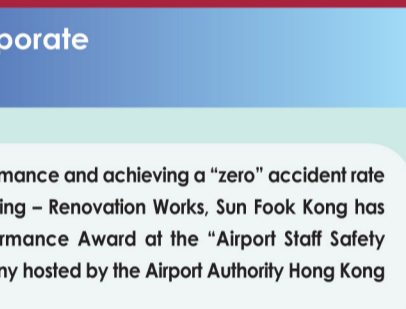 porate
mance and achieving a “zero” accident rate
ing – Renovation Works, Sun Fook Kong has
rmance Award at the “Airport Staff Safety
ny hosted by the Airport Authority Hong Kong